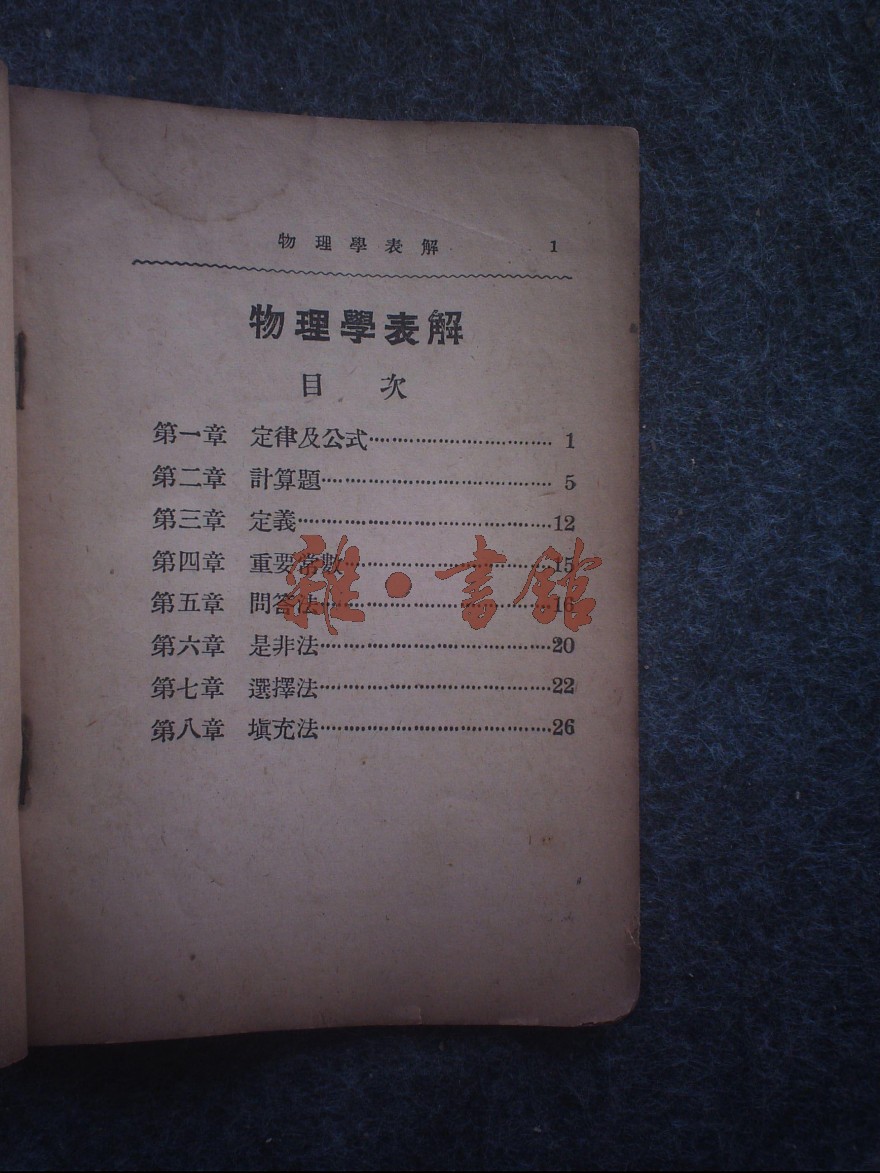 物理學表解 1
物理學表解
目次
第一章 定律及公式………………………… 1
第二章 計算題………………………… 5
第三章 定義…………………………12
第四章 重要常數…………………………15
第五章 問答法…………………………16
第六章 是非法…………………………20
第七章 選擇法…………………………22
第八章 塡充法…………………………26
雜·書館